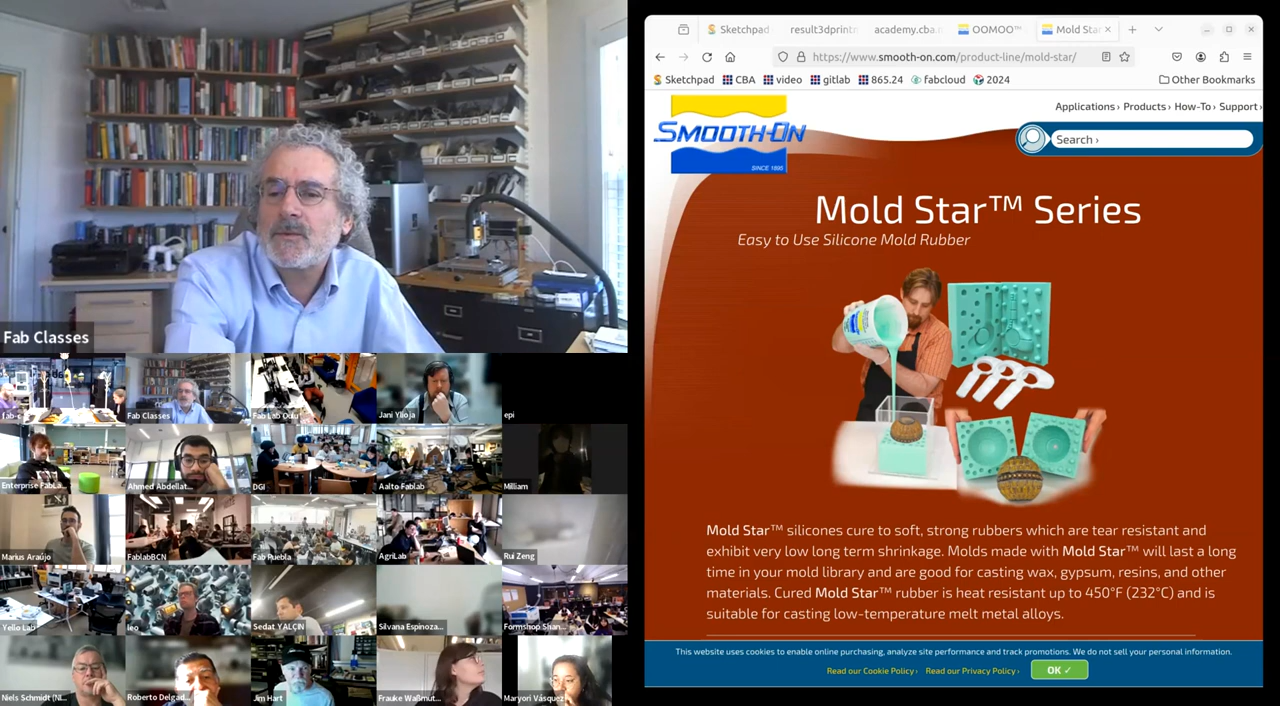 Fab Classes
Fab Classes
Fab Lab Oulu
Jani Ylioja
epi
Enterprise FabLa...
Ahmed Abdellat...
DGI
Aalto Fablab
Milliam
Marius Araújo
FablabBCN
Fab Puebla
AgriLab
Rui Zeng
Yello Lab
leo
Sedat YALÇIN
Silvana Espinoza...
Formshop Shan...
Niels Schmidt (NI...
Roberto Delgad...
Jim Hart
Frauke Waßmut...
Maryori Vásquez
Sketchpad
result3dprint
academy.cba.
OOMOO™
Mold Star
https://www.smooth-on.com/product-line/mold-star/
Sketchpad CBA video gitlab 865.24 fabcloud 2024 Other Bookmarks
SMOOTH-ON
SINCE 1895
Applications› Products› How-To› Support›
Search ›
Mold Star™ Series
Easy to Use Silicone Mold Rubber
Mold Star™ silicones cure to soft, strong rubbers which are tear resistant and
exhibit very low long term shrinkage. Molds made with Mold Star™ will last a long
time in your mold library and are good for casting wax, gypsum, resins, and other
materials. Cured Mold Star™ rubber is heat resistant up to 450°F (232°C) and is
suitable for casting low-temperature melt metal alloys.
This website uses cookies to enable online purchasing, analyze site performance and track promotions. We do not sell your personal information.
Read our Cookie Policy› Read our Privacy Policy› OK ✓